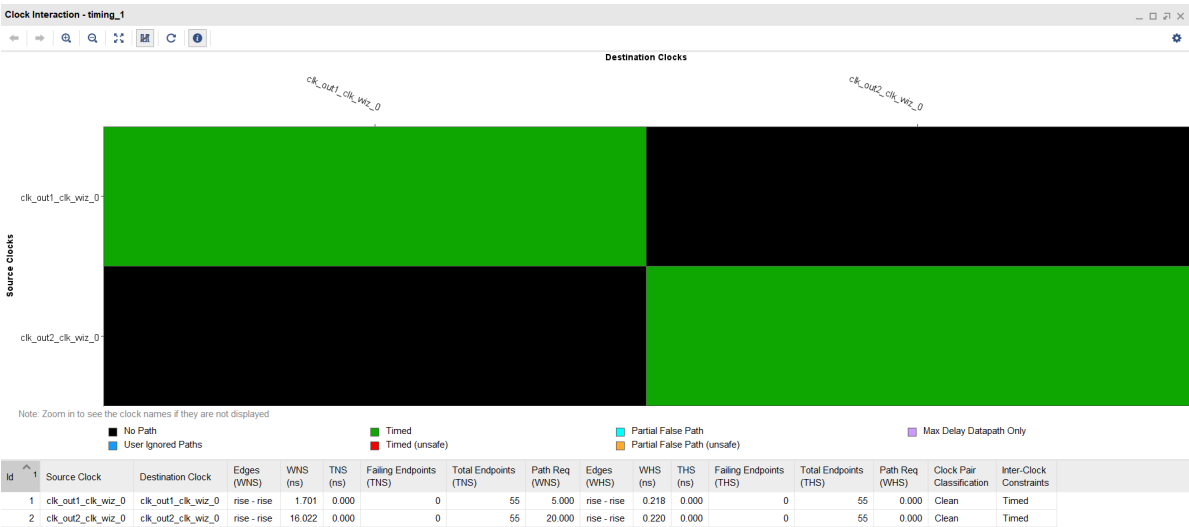 Clock Interaction - timing_1
Destination Clocks
clk_out1_clk_wiz_0 clk_out2_clk_wiz_0
Source Clocks
clk_out1_clk_wiz_0
clk_out2_clk_wiz_0
Note: Zoom in to see the clock names if they are not displayed
No Path Timed Partial False Path Max Delay Datapath Only
User Ignored Paths Timed (unsafe) Partial False Path (unsafe)
Id 1 Source Clock Destination Clock Edges (WNS) WNS (ns) TNS (ns) Failing Endpoints (TNS) Total Endpoints (TNS) Path Req (WNS) Edges (WHS) WHS (ns) THS (ns) Failing Endpoints (THS) Total Endpoints (THS) Path Req (WHS) Clock Pair Classification Inter-Clock Constraints
1 clk_out1_clk_wiz_0 clk_out1_clk_wiz_0 rise - rise 1.701 0.000 0 55 5.000 rise - rise 0.218 0.000 0 55 0.000 Clean Timed
2 clk_out2_clk_wiz_0 clk_out2_clk_wiz_0 rise - rise 16.022 0.000 0 55 20.000 rise - rise 0.220 0.000 0 55 0.000 Clean Timed